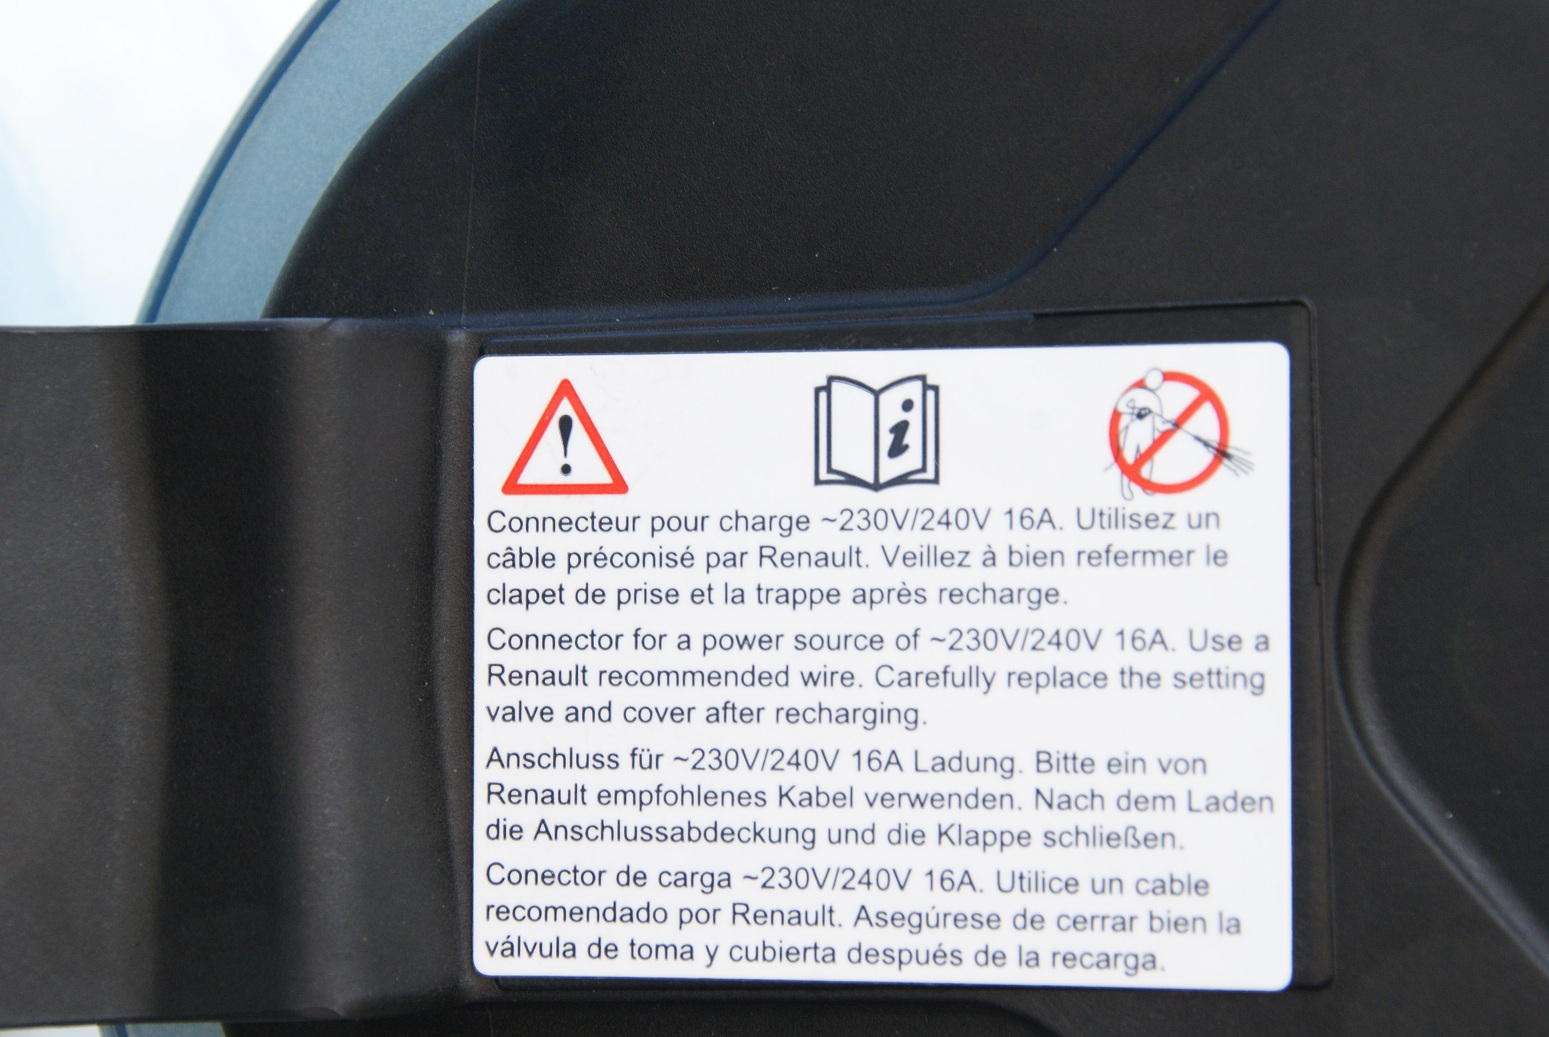 Connecteur pour charge ~230V/240V 16A. Utilisez un
câble préconisé par Renault. Veillez à bien refermer le
clapet de prise et la trappe après recharge.
Connector for a power source of ~230V/240V 16A. Use a
Renault recommended wire. Carefully replace the setting
valve and cover after recharging.
Anschluss für ~230V/240V 16A Ladung. Bitte ein von
Renault empfohlenes Kabel verwenden. Nach dem Laden
die Anschlussabdeckung und die Klappe schließen.
Conector de carga ~230V/240V 16A. Utilice un cable
recomendado por Renault. Asegúrese de cerrar bien la
válvula de toma y cubierta después de la recarga.